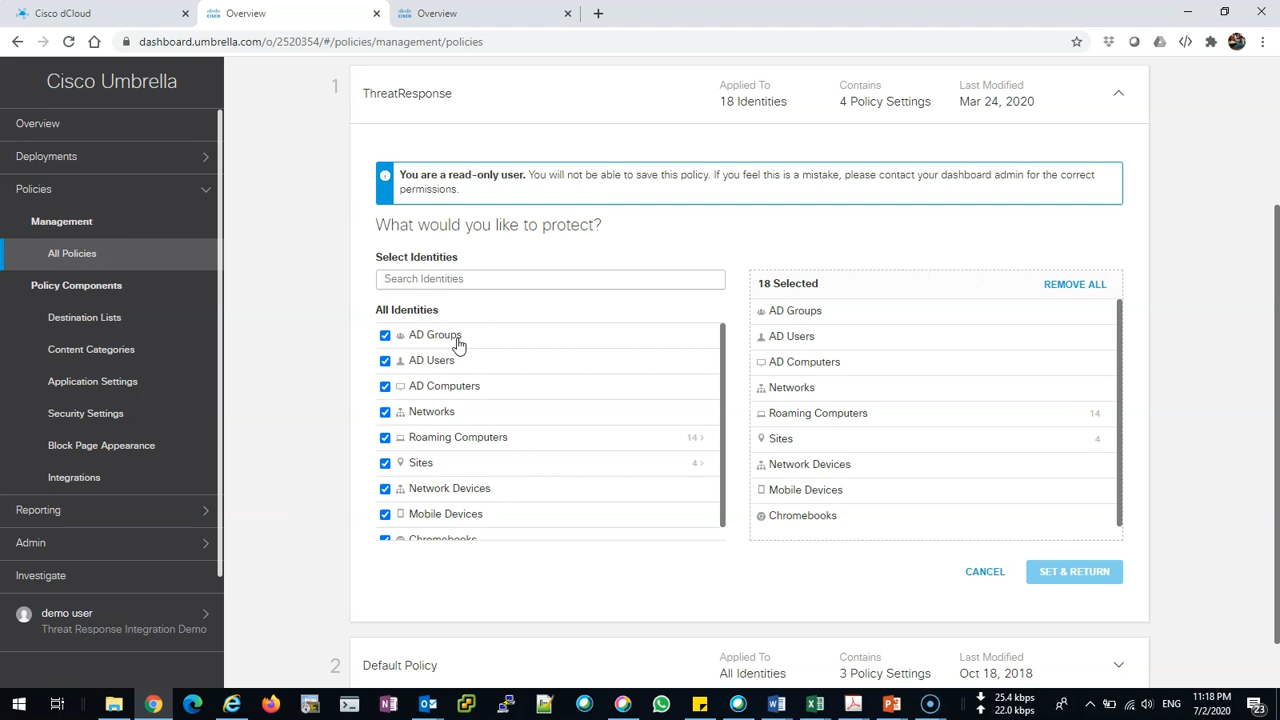 Cisco dCloud
Overview
Overview
dashboard.umbrella.com/o/2520354/#/policies/management/policies
Cisco Umbrella
Overview
Deployments
Policies
Management
All Policies
Policy Components
Destination Lists
Content Categories
Application Settings
Security Settings
Block Page Appearance
Integrations
Reporting
Admin
Investigate
demo user
Threat Response Integration Demo
1
ThreatResponse
Applied To
18 Identities
Contains
4 Policy Settings
Last Modified
Mar 24, 2020
You are a read-only user. You will not be able to save this policy. If you feel this is a mistake, please contact your dashboard admin for the correct
permissions.
What would you like to protect?
Select Identities
Search Identities
All Identities
AD Groups
AD Users
AD Computers
Networks
Roaming Computers 14 >
Sites 4 >
Network Devices
Mobile Devices
Chromebooks
18 Selected REMOVE ALL
AD Groups
AD Users
AD Computers
Networks
Roaming Computers 14
Sites 4
Network Devices
Mobile Devices
Chromebooks
CANCEL SET & RETURN
2
Default Policy
Applied To
All Identities
Contains
3 Policy Settings
Last Modified
Oct 18, 2018
25.4 kbps
22.0 kbps
ENG
11:18 PM
7/2/2020
23